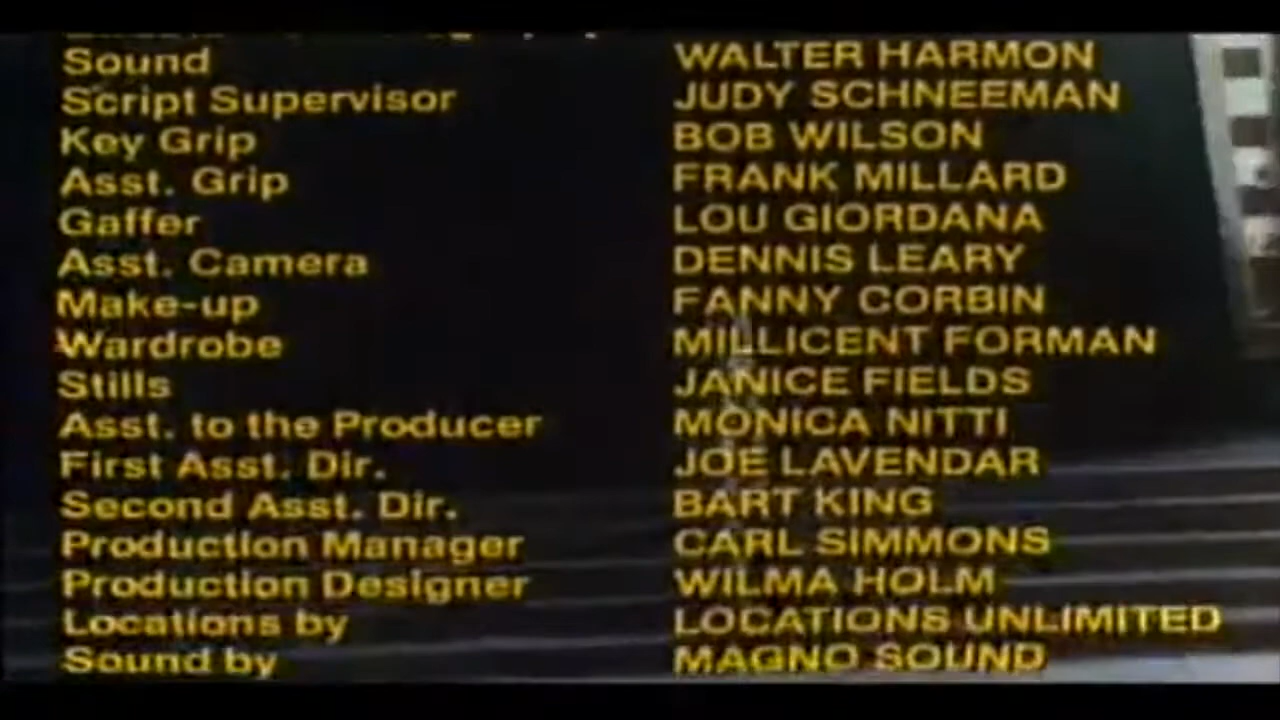 Sound WALTER HARMON
Script Supervisor JUDY SCHNEEMAN
Key Grip BOB WILSON
Asst. Grip FRANK MILLARD
Gaffer LOU GIORDANA
Asst. Camera DENNIS LEARY
Make-up FANNY CORBIN
Wardrobe MILLICENT FORMAN
Stills JANICE FIELDS
Asst. to the Producer MONICA NITTI
First Asst. Dir. JOE LAVENDAR
Second Asst. Dir. BART KING
Production Manager CARL SIMMONS
Production Designer WILMA HOLM
Locations by LOCATIONS UNLIMITED
Sound by MAGNO SOUND